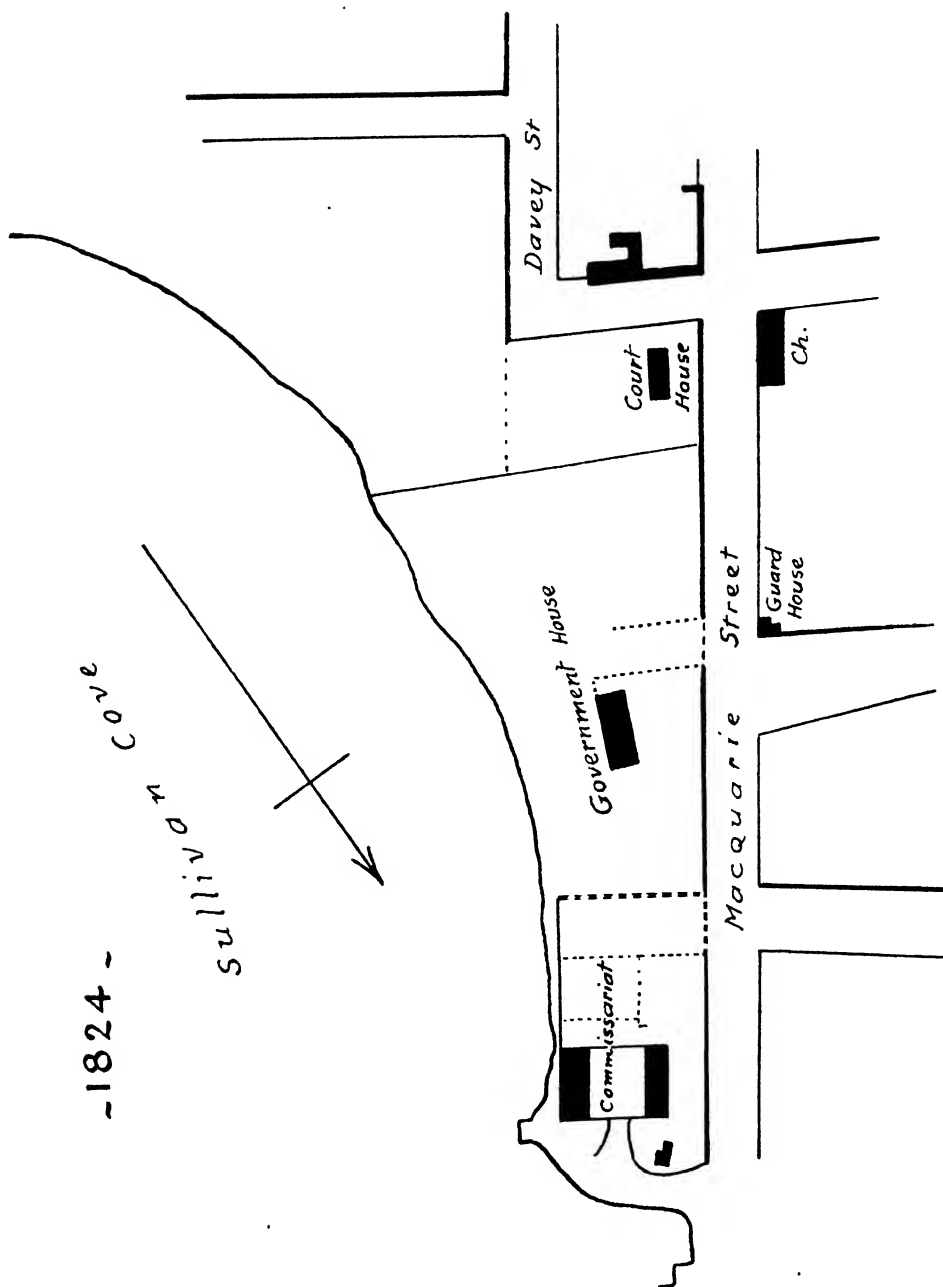 ~1824~
Sullivan Cove
Davey St
Court
House
Ch.
Government House
Guard
House
Macquarie Street
Commissariat